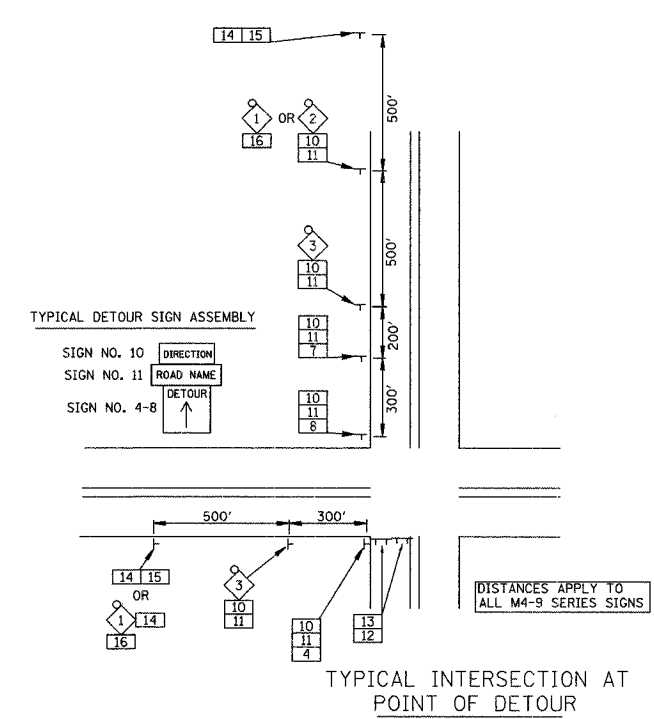 14 15
500'
1 OR 2
16
10
11
500'
3
10
11
TYPICAL DETOUR SIGN ASSEMBLY
10
11
7
200'
SIGN NO. 10 DIRECTION
SIGN NO. 11 ROAD NAME
SIGN NO. 4-8 DETOUR
10
11
8
300'
500' 300'
14 15
OR
1 14
16
3
10
11
10
11
4
13
12
DISTANCES APPLY TO
ALL M4-9 SERIES SIGNS
TYPICAL INTERSECTION AT
POINT OF DETOUR